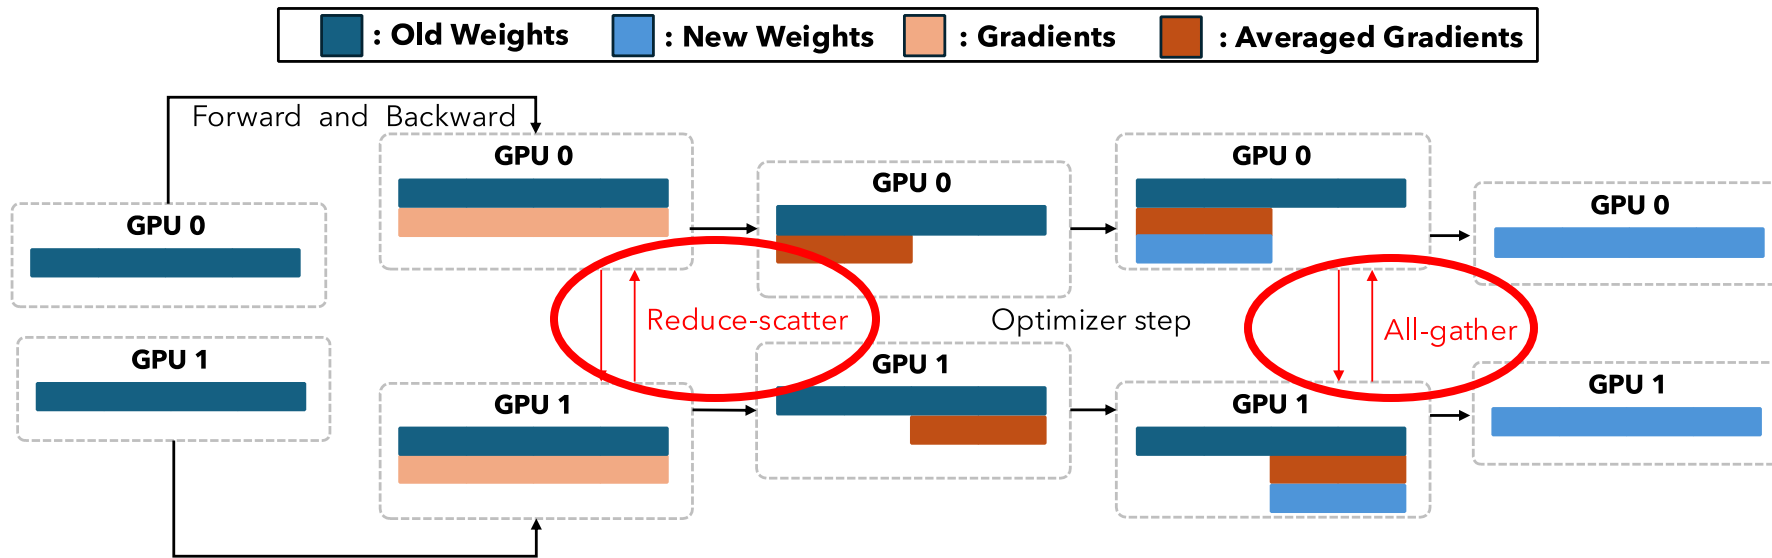 : Old Weights : New Weights : Gradients : Averaged Gradients
Forward and Backward
GPU 0
GPU 0
GPU 0
GPU 0
GPU 0
Reduce-scatter
Optimizer step
All-gather
GPU 1
GPU 1
GPU 1
GPU 1
GPU 1